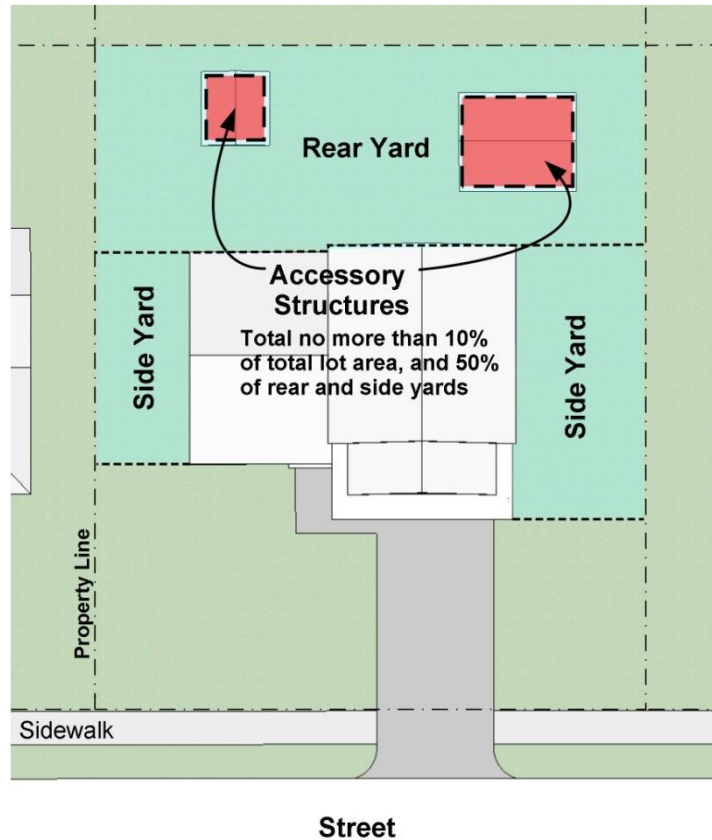 Rear Yard
Accessory
Structures
Total no more than 10%
of total lot area, and 50%
of rear and side yards
Side Yard
Side Yard
Property Line
Sidewalk
Street